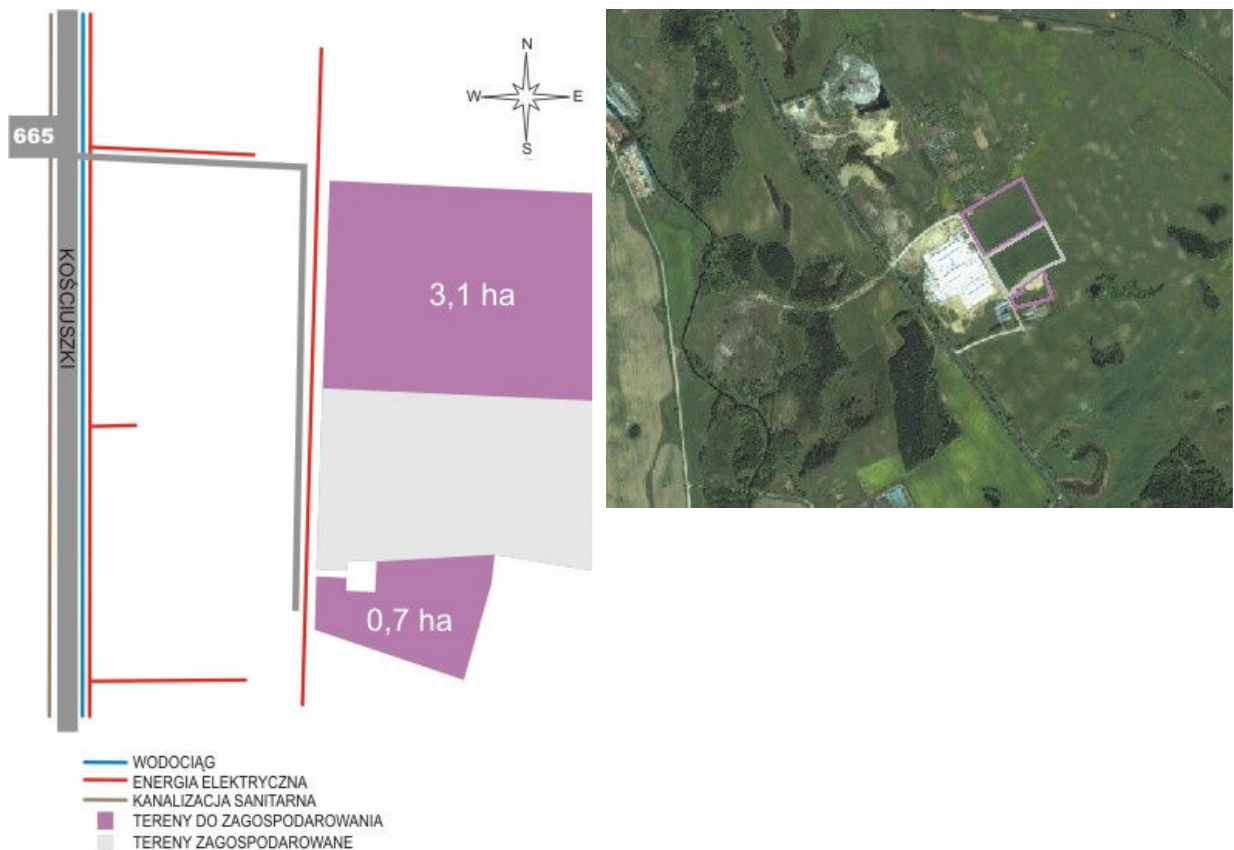 N
W E
S
665
KOŚCIUSZKI
3,1 ha
0,7 ha
WODOCIĄG
ENERGIA ELEKTRYCZNA
KANALIZACJA SANITARNA
TERENY DO ZAGOSPODAROWANIA
TERENY ZAGOSPODAROWANE